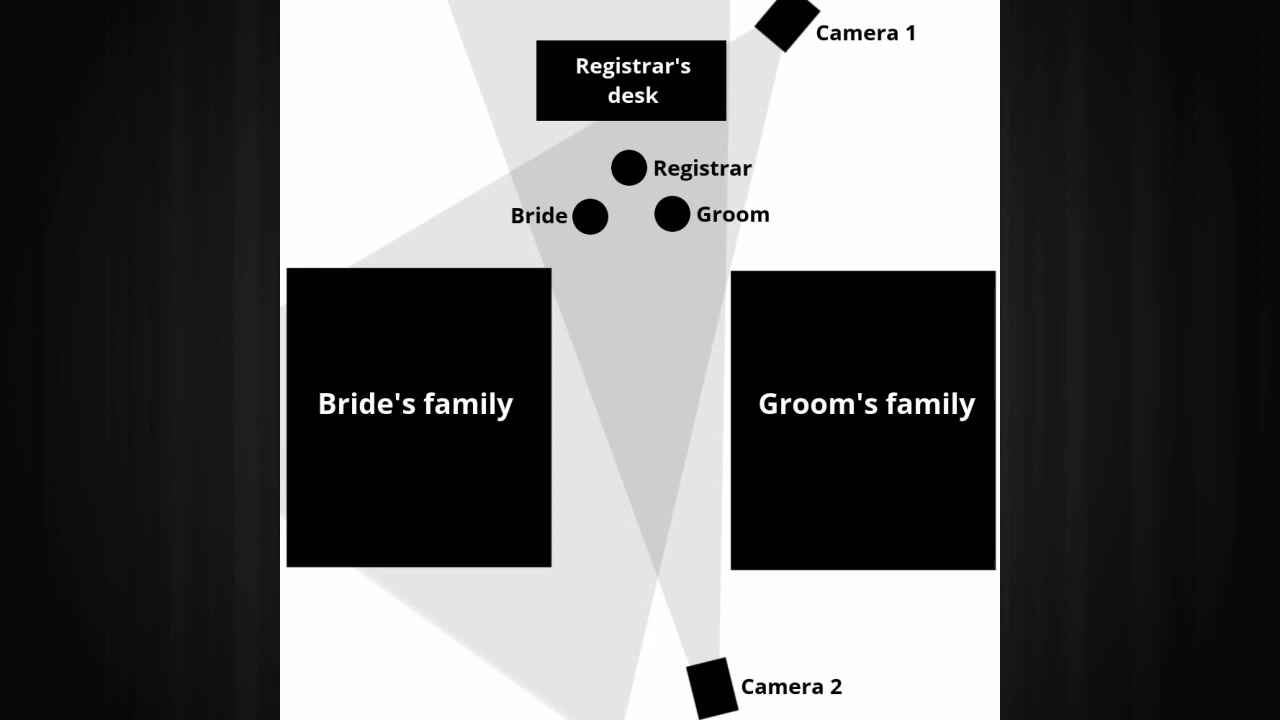 Camera 1
Registrar's
desk
Registrar
Bride
Groom
Bride's family
Groom's family
Camera 2